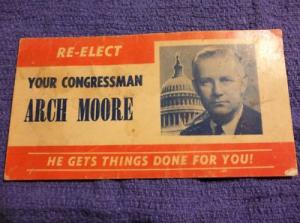 RE-ELECT
YOUR CONGRESSMAN
ARCH MOORE
HE GETS THINGS DONE FOR YOU!